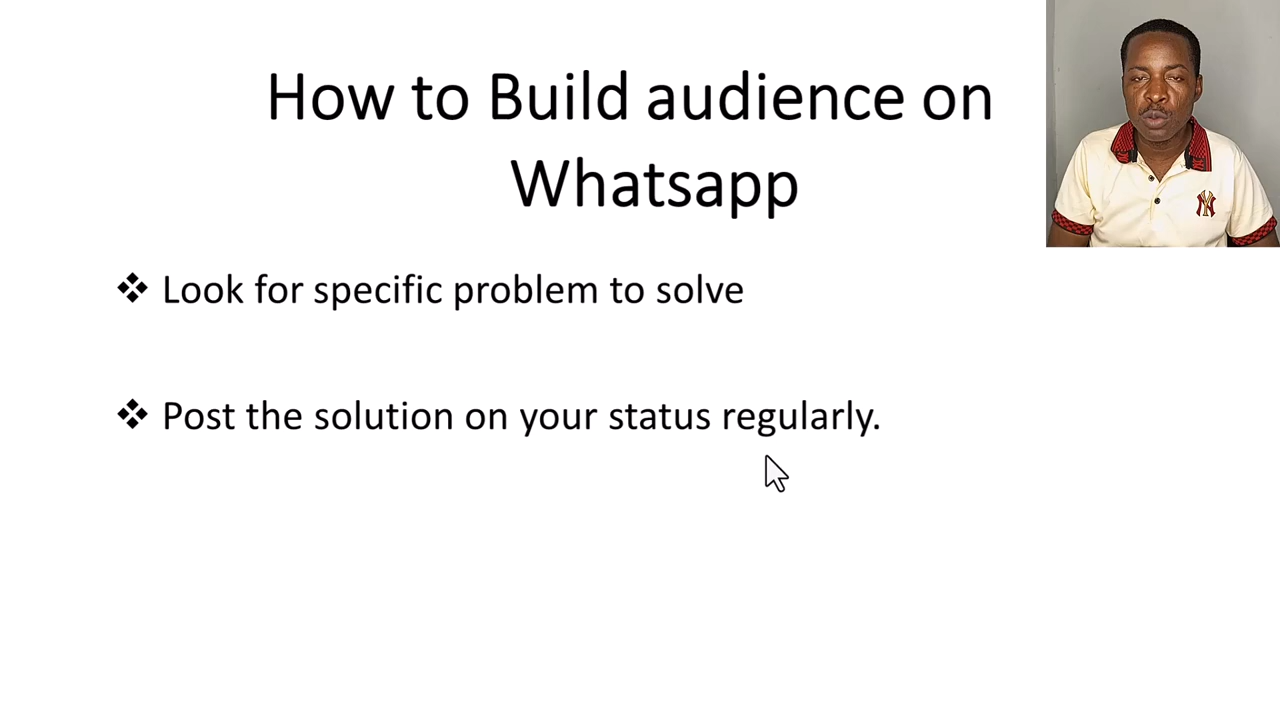 How to Build audience on
Whatsapp
❖ Look for specific problem to solve
❖ Post the solution on your status regularly.
NY